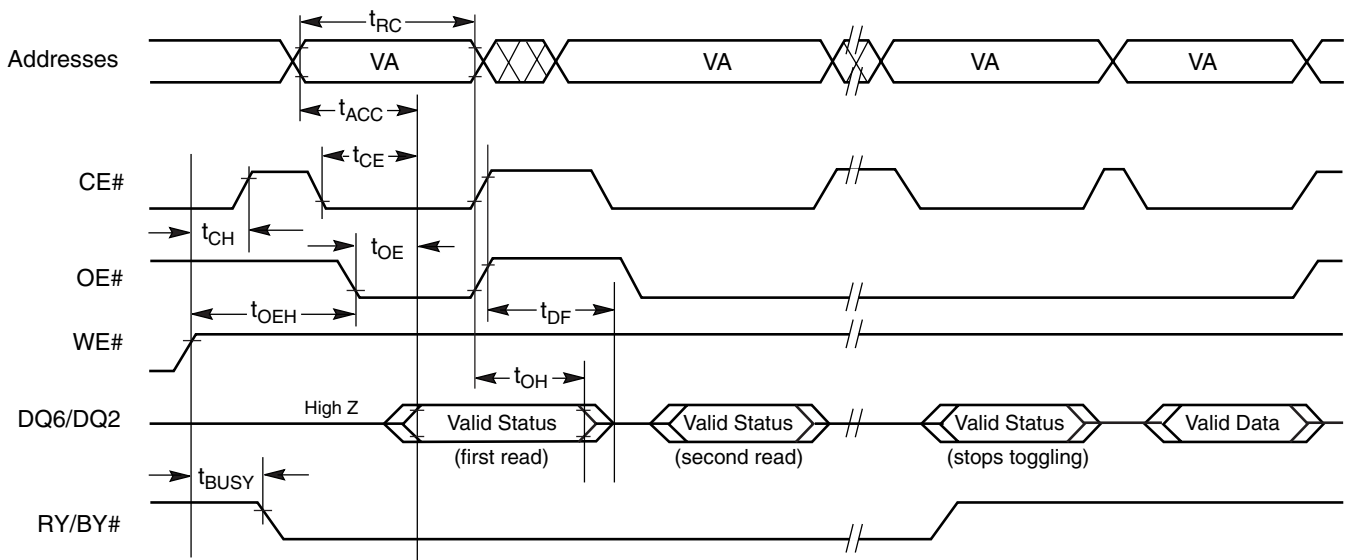 tRC
Addresses VA VA VA VA
tACC
tCE
CE#
tCH tOE
OE#
tOEH tDF
WE#
tOH
DQ6/DQ2 High Z Valid Status Valid Status Valid Status Valid Data
(first read) (second read) (stops toggling)
tBUSY
RY/BY#